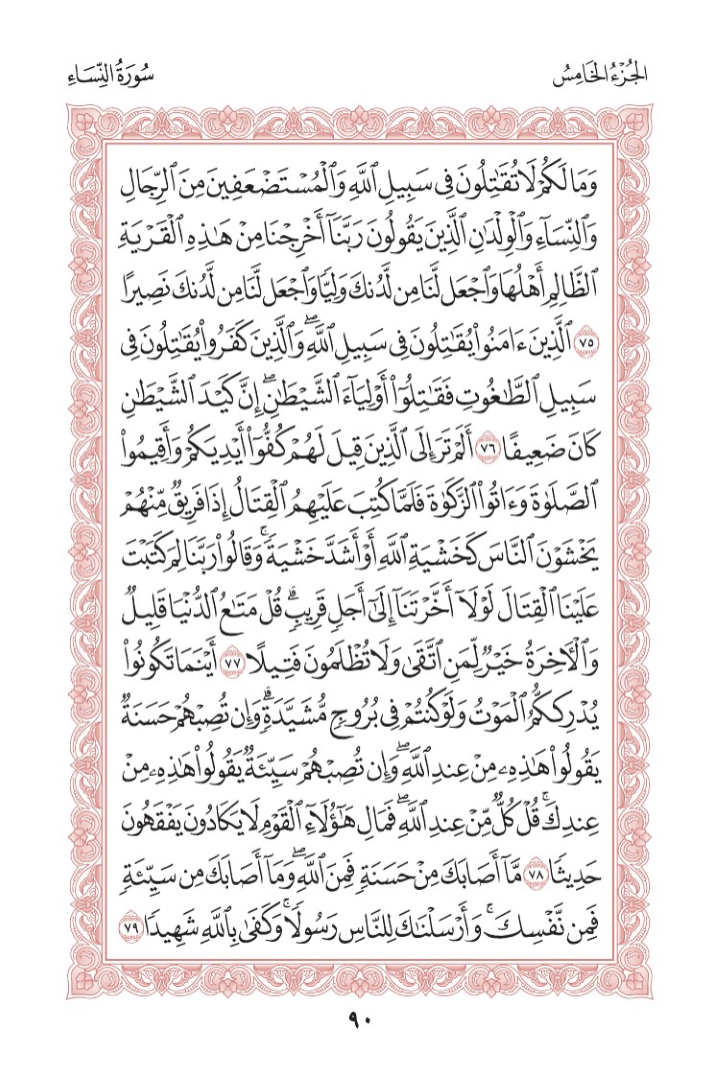 الجُزْءُ الخَامِسُ
سُورَةُ النِّسَاءِ
وَمَا لَكُمْ لَا تُقَٰتِلُونَ فِى سَبِيلِ ٱللَّهِ وَٱلْمُسْتَضْعَفِينَ مِنَ ٱلرِّجَالِ
وَٱلنِّسَآءِ وَٱلْوِلْدَٰنِ ٱلَّذِينَ يَقُولُونَ رَبَّنَآ أَخْرِجْنَا مِنْ هَٰذِهِ ٱلْقَرْيَةِ
ٱلظَّالِمِ أَهْلُهَا وَٱجْعَل لَّنَا مِن لَّدُنكَ وَلِيًّا وَٱجْعَل لَّنَا مِن لَّدُنكَ نَصِيرًا
٧٥ ٱلَّذِينَ ءَامَنُوا۟ يُقَٰتِلُونَ فِى سَبِيلِ ٱللَّهِ ۖ وَٱلَّذِينَ كَفَرُوا۟ يُقَٰتِلُونَ فِى
سَبِيلِ ٱلطَّٰغُوتِ فَقَٰتِلُوٓا۟ أَوْلِيَآءَ ٱلشَّيْطَٰنِ ۖ إِنَّ كَيْدَ ٱلشَّيْطَٰنِ
كَانَ ضَعِيفًا ٧٦ أَلَمْ تَرَ إِلَى ٱلَّذِينَ قِيلَ لَهُمْ كُفُّوٓا۟ أَيْدِيَكُمْ وَأَقِيمُوا۟
ٱلصَّلَوٰةَ وَءَاتُوا۟ ٱلزَّكَوٰةَ فَلَمَّا كُتِبَ عَلَيْهِمُ ٱلْقِتَالُ إِذَا فَرِيقٌ مِّنْهُمْ
يَخْشَوْنَ ٱلنَّاسَ كَخَشْيَةِ ٱللَّهِ أَوْ أَشَدَّ خَشْيَةً ۚ وَقَالُوا۟ رَبَّنَا لِمَ كَتَبْتَ
عَلَيْنَا ٱلْقِتَالَ لَوْلَآ أَخَّرْتَنَآ إِلَىٰٓ أَجَلٍ قَرِيبٍ ۗ قُلْ مَتَٰعُ ٱلدُّنْيَا قَلِيلٌ
وَٱلْءَاخِرَةُ خَيْرٌ لِّمَنِ ٱتَّقَىٰ وَلَا تُظْلَمُونَ فَتِيلًا ٧٧ أَيْنَمَا تَكُونُوا۟
يُدْرِككُّمُ ٱلْمَوْتُ وَلَوْ كُنتُمْ فِى بُرُوجٍ مُّشَيَّدَةٍ ۗ وَإِن تُصِبْهُمْ حَسَنَةٌ
يَقُولُوا۟ هَٰذِهِۦ مِنْ عِندِ ٱللَّهِ ۖ وَإِن تُصِبْهُمْ سَيِّئَةٌ يَقُولُوا۟ هَٰذِهِۦ مِنْ
عِندِكَ ۚ قُلْ كُلٌّ مِّنْ عِندِ ٱللَّهِ ۖ فَمَالِ هَٰٓؤُلَآءِ ٱلْقَوْمِ لَا يَكَادُونَ يَفْقَهُونَ
حَدِيثًا ٧٨ مَّآ أَصَابَكَ مِنْ حَسَنَةٍ فَمِنَ ٱللَّهِ ۖ وَمَآ أَصَابَكَ مِن سَيِّئَةٍ
فَمِن نَّفْسِكَ ۚ وَأَرْسَلْنَٰكَ لِلنَّاسِ رَسُولًا ۚ وَكَفَىٰ بِٱللَّهِ شَهِيدًا ٧٩
٩٠